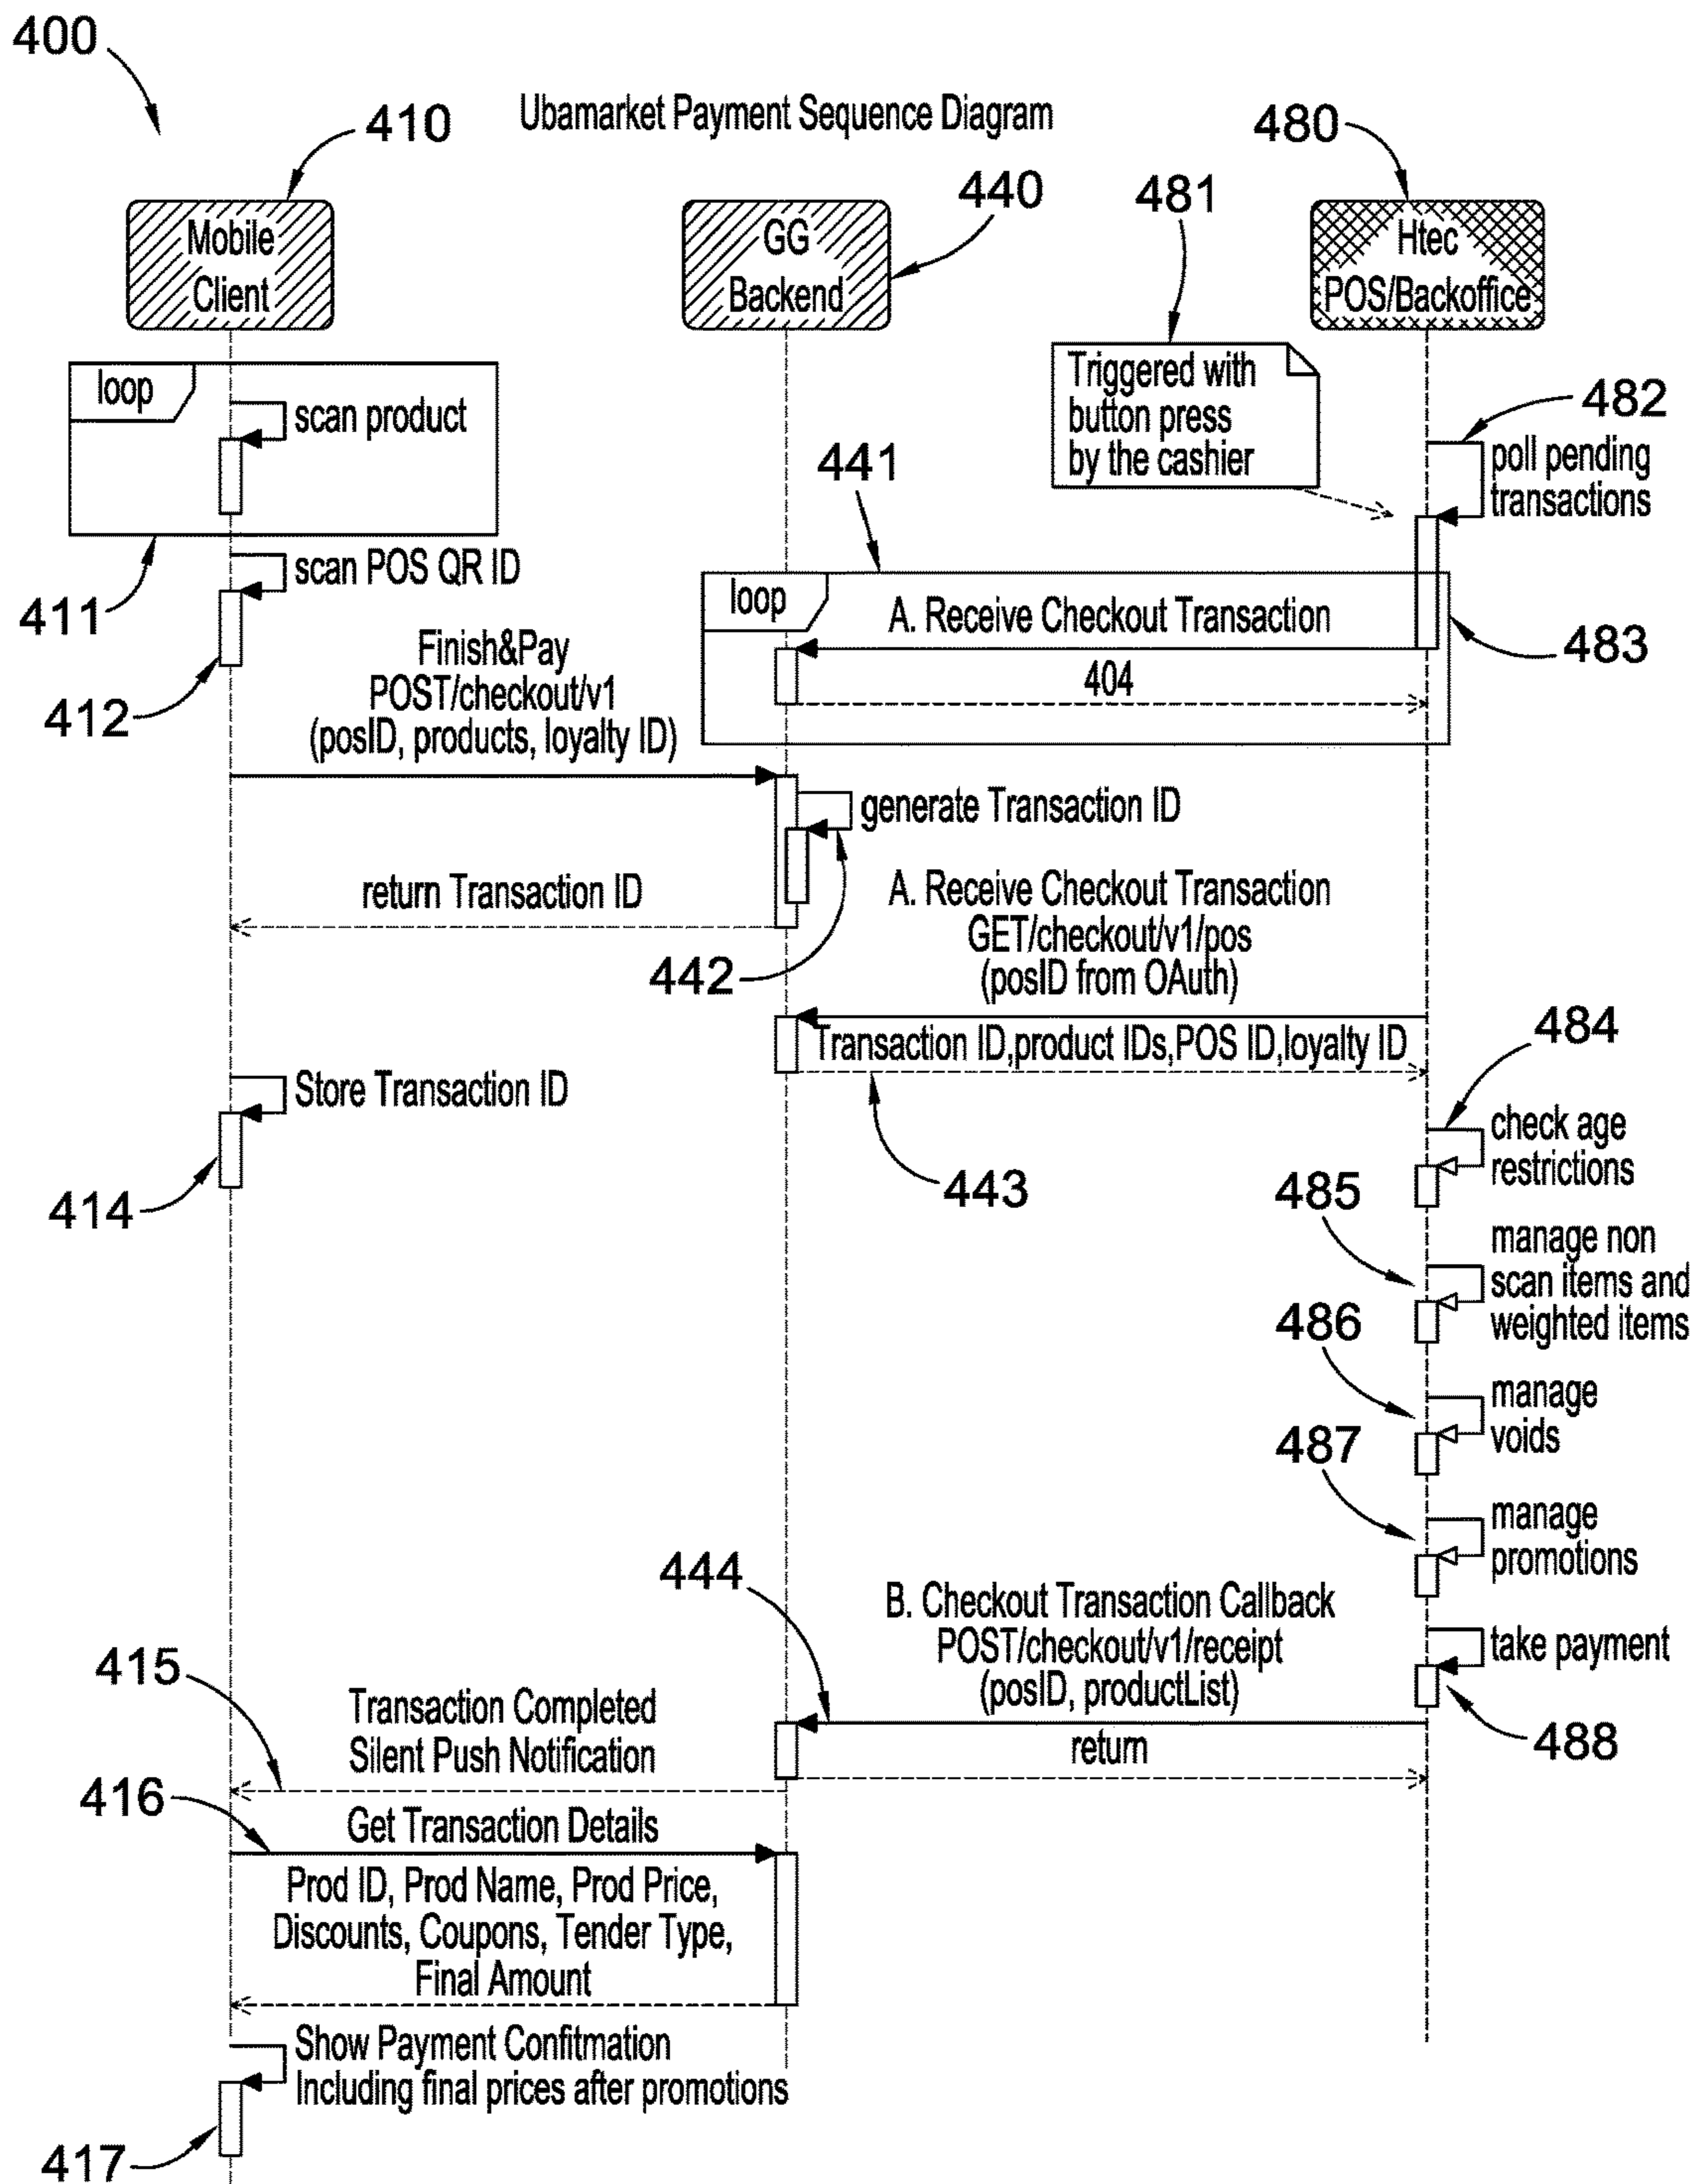 400
Ubamarket Payment Sequence Diagram
410
480
440
481
Mobile
Client
GG
Backend
Htec
POS/Backoffice
loop
scan product
Triggered with
button press
by the cashier
482
poll pending
transactions
441
411
scan POS QR ID
loop
A. Receive Checkout Transaction
483
404
412
Finish&Pay
POST/checkout/v1
(posID, products, loyalty ID)
generate Transaction ID
return Transaction ID
442
A. Receive Checkout Transaction
GET/checkout/v1/pos
(posID from OAuth)
Transaction ID,product IDs,POS ID,loyalty ID
443
Store Transaction ID
414
484
check age
restrictions
485
manage non
scan items and
weighted items
486
manage
voids
487
manage
promotions
444
B. Checkout Transaction Callback
POST/checkout/v1/receipt
(posID, productList)
take payment
488
return
415
Transaction Completed
Silent Push Notification
416
Get Transaction Details
Prod ID, Prod Name, Prod Price,
Discounts, Coupons, Tender Type,
Final Amount
Show Payment Confitmation
Including final prices after promotions
417